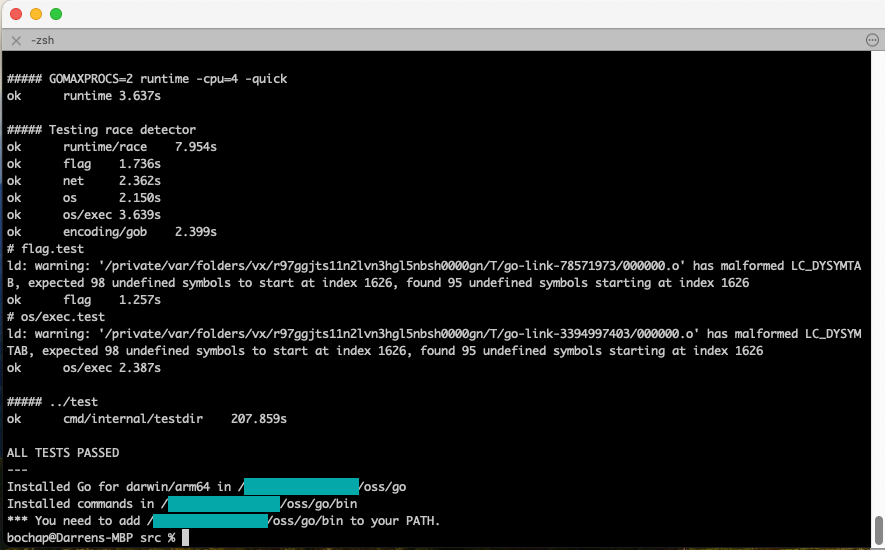 -zsh
##### GOMAXPROCS=2 runtime -cpu=4 -quick
ok      runtime 3.637s
##### Testing race detector
ok      runtime/race    7.954s
ok      flag    1.736s
ok      net     2.362s
ok      os      2.150s
ok      os/exec 3.639s
ok      encoding/gob    2.399s
# flag.test
ld: warning: '/private/var/folders/vx/r97ggjts11n2lvn3hgl5nbsh0000gn/T/go-link-78571973/000000.o' has malformed LC_DYSYMTA
B, expected 98 undefined symbols to start at index 1626, found 95 undefined symbols starting at index 1626
ok      flag    1.257s
# os/exec.test
ld: warning: '/private/var/folders/vx/r97ggjts11n2lvn3hgl5nbsh0000gn/T/go-link-3394997403/000000.o' has malformed LC_DYSYM
TAB, expected 98 undefined symbols to start at index 1626, found 95 undefined symbols starting at index 1626
ok      os/exec 2.387s
##### ../test
ok      cmd/internal/testdir    207.859s
ALL TESTS PASSED
---
Installed Go for darwin/arm64 in / /oss/go
Installed commands in / /oss/go/bin
*** You need to add / /oss/go/bin to your PATH.
bochap@Darrens-MBP src %